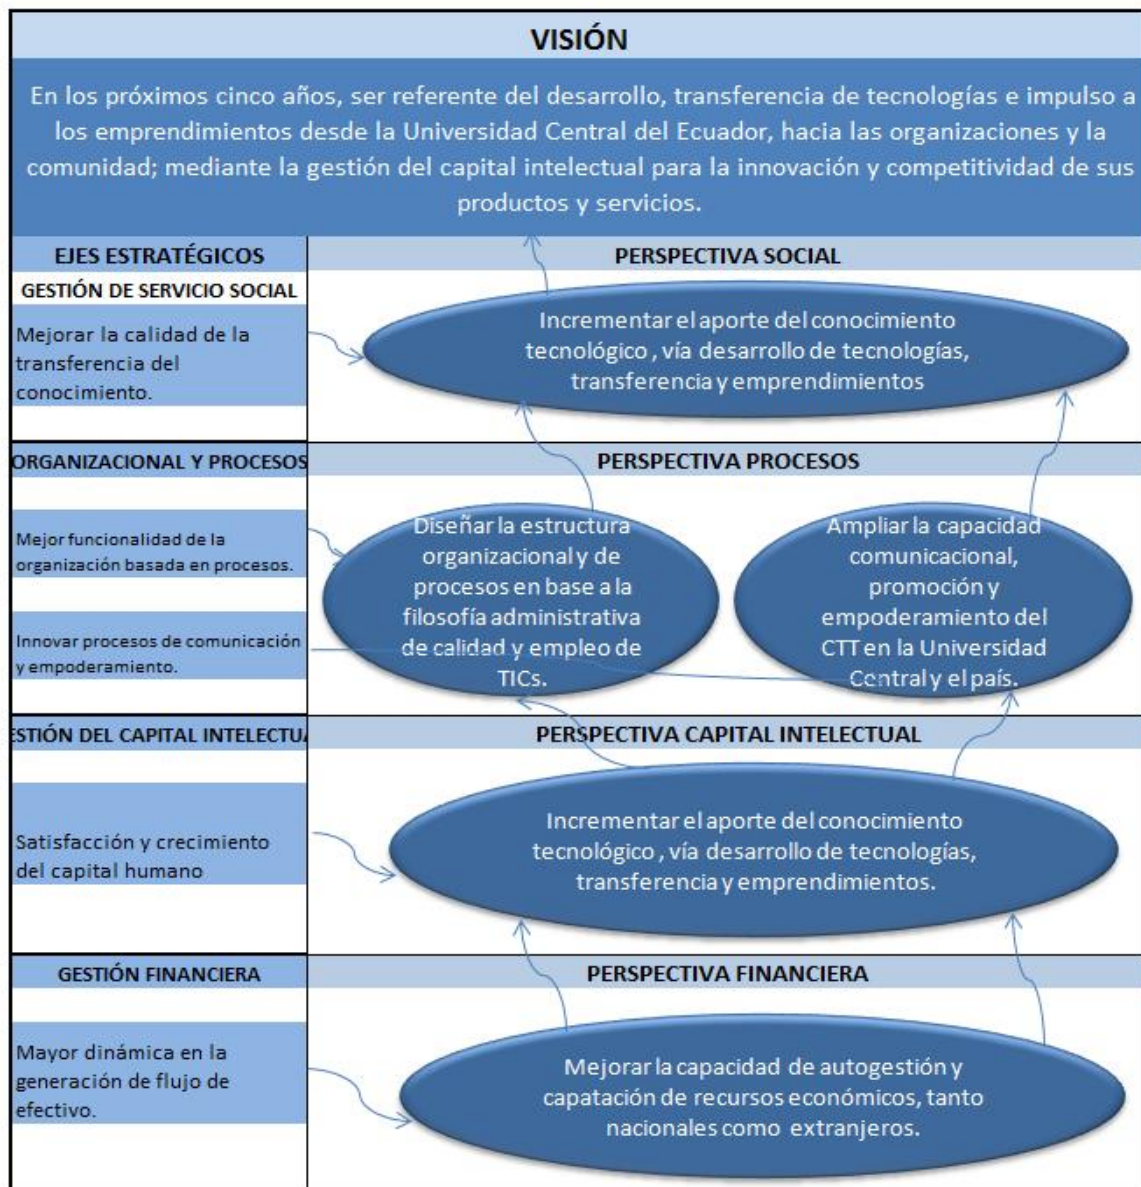 VISIÓN
En los próximos cinco años, ser referente del desarrollo, transferencia de tecnologías e impulso a
los emprendimientos desde la Universidad Central del Ecuador, hacia las organizaciones y la
comunidad; mediante la gestión del capital intelectual para la innovación y competitividad de sus
productos y servicios.
EJES ESTRATÉGICOS
PERSPECTIVA SOCIAL
GESTIÓN DE SERVICIO SOCIAL
Mejorar la calidad de la
transferencia del
conocimiento.
Incrementar el aporte del conocimiento
tecnológico , vía desarrollo de tecnologías,
transferencia y emprendimientos
ORGANIZACIONAL Y PROCESOS
PERSPECTIVA PROCESOS
Mejor funcionalidad de la
organización basada en procesos.
Innovar procesos de comunicación
y empoderamiento.
Diseñar la estructura
organizacional y de
procesos en base a la
filosofía administrativa
de calidad y empleo de
TICs.
Ampliar la capacidad
comunicacional,
promoción y
empoderamiento del
CTT en la Universidad
Central y el país.
ESTIÓN DEL CAPITAL INTELECTUA
PERSPECTIVA CAPITAL INTELECTUAL
Satisfacción y crecimiento
del capital humano
Incrementar el aporte del conocimiento
tecnológico , vía desarrollo de tecnologías,
transferencia y emprendimientos.
GESTIÓN FINANCIERA
PERSPECTIVA FINANCIERA
Mayor dinámica en la
generación de flujo de
efectivo.
Mejorar la capacidad de autogestión y
capatación de recursos económicos, tanto
nacionales como extranjeros.